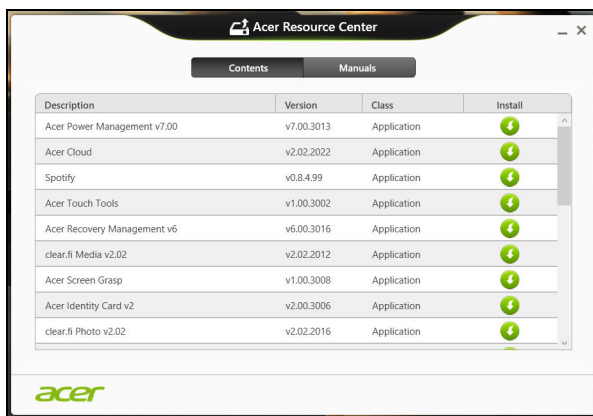 Acer Resource Center
Contents Manuals
Description Version Class Install
Acer Power Management v7.00 v7.00.3013 Application
Acer Cloud v2.02.2022 Application
Spotify v0.8.4.99 Application
Acer Touch Tools v1.00.3002 Application
Acer Recovery Management v6 v6.00.3016 Application
clear.fi Media v2.02 v2.02.2012 Application
Acer Screen Grasp v1.00.3008 Application
Acer Identity Card v2 v2.00.3006 Application
clear.fi Photo v2.02 v2.02.2016 Application
acer